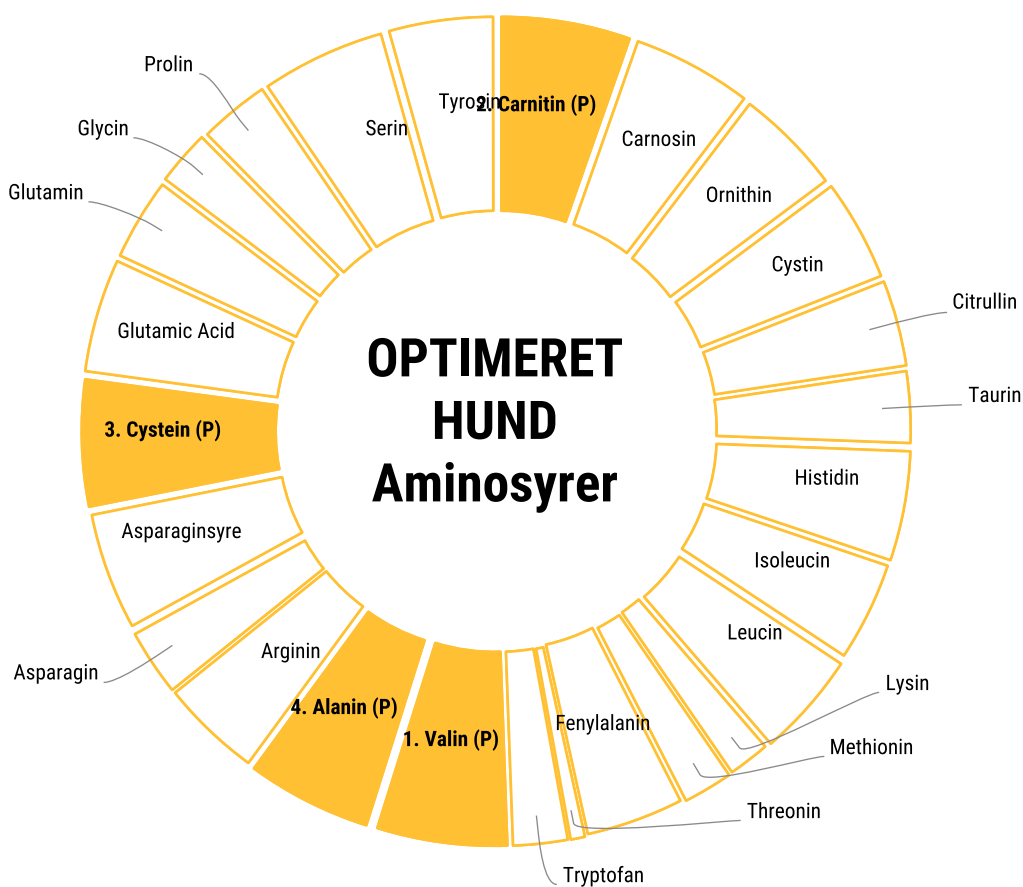 OPTIMERET
HUND
Aminosyrer
2. Carnitin (P)
Carnosin
Ornithin
Cystin
Citrullin
Taurin
Histidin
Isoleucin
Leucin
Lysin
Methionin
Threonin
Fenylalanin
Tryptofan
1. Valin (P)
4. Alanin (P)
Arginin
Asparagin
Asparaginsyre
3. Cystein (P)
Glutamic Acid
Glutamin
Glycin
Prolin
Serin
Tyrosin